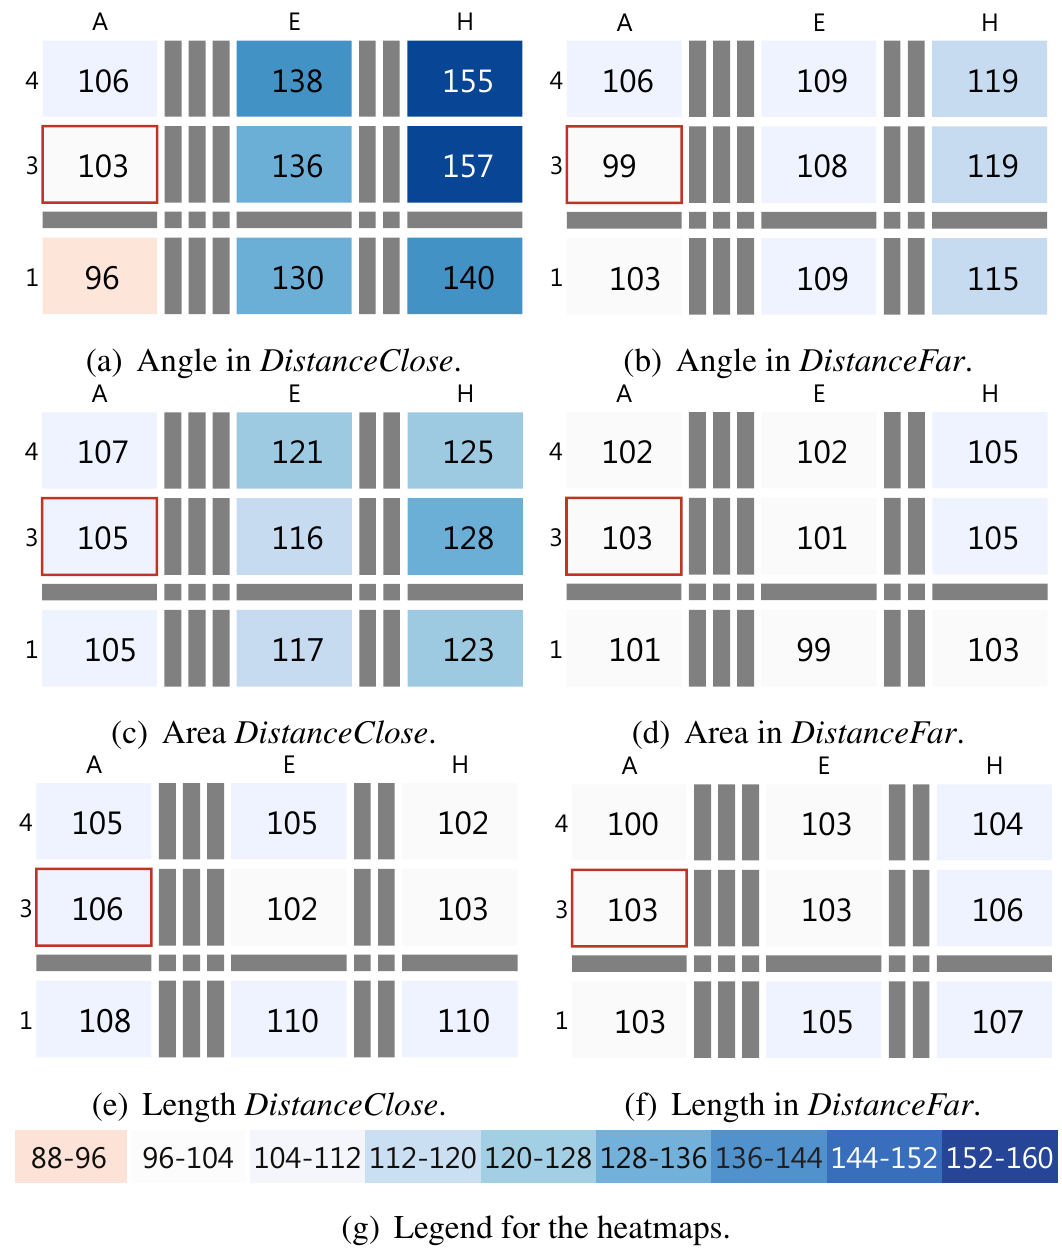 A E H
4 106 138 155
3 103 136 157
1 96 130 140
(a) Angle in DistanceClose.
A E H
4 106 109 119
3 99 108 119
1 103 109 115
(b) Angle in DistanceFar.
A E H
4 107 121 125
3 105 116 128
1 105 117 123
(c) Area DistanceClose.
A E H
4 102 102 105
3 103 101 105
1 101 99 103
(d) Area in DistanceFar.
A E H
4 105 105 102
3 106 102 103
1 108 110 110
(e) Length DistanceClose.
A E H
4 100 103 104
3 103 103 106
1 103 105 107
(f) Length in DistanceFar.
88-96 96-104 104-112 112-120 120-128 128-136 136-144 144-152 152-160
(g) Legend for the heatmaps.